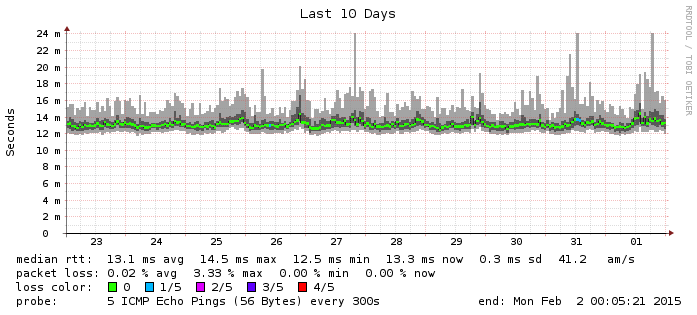 Last 10 Days
RRDTOOL / TOBI OETIKER
Seconds
24 m
22 m
20 m
18 m
16 m
14 m
12 m
10 m
8 m
6 m
4 m
2 m
0
23 24 25 26 27 28 29 30 31 01
median rtt: 13.1 ms avg 14.5 ms max 12.5 ms min 13.3 ms now 0.3 ms sd 41.2 am/s
packet loss: 0.02 % avg 3.33 % max 0.00 % min 0.00 % now
loss color: 0 1/5 2/5 3/5 4/5
probe: 5 ICMP Echo Pings (56 Bytes) every 300s end: Mon Feb 2 00:05:21 2015